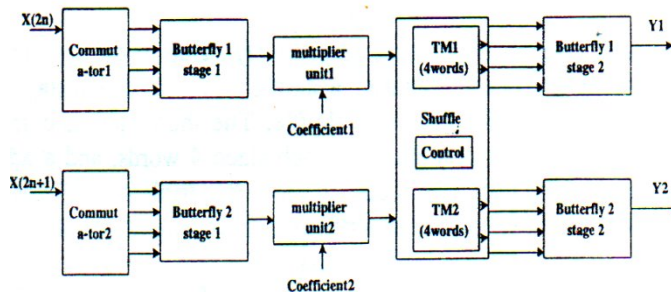 X(2n)
Commut
a-tor1
Butterfly 1
stage 1
multiplier
unit1
Coefficient1
TM1
(4words)
Shuffle
Control
Butterfly 1
stage 2
Y1
X(2n+1)
Commut
a-tor2
Butterfly 2
stage 1
multiplier
unit2
Coefficient2
TM2
(4words)
Butterfly 2
stage 2
Y2